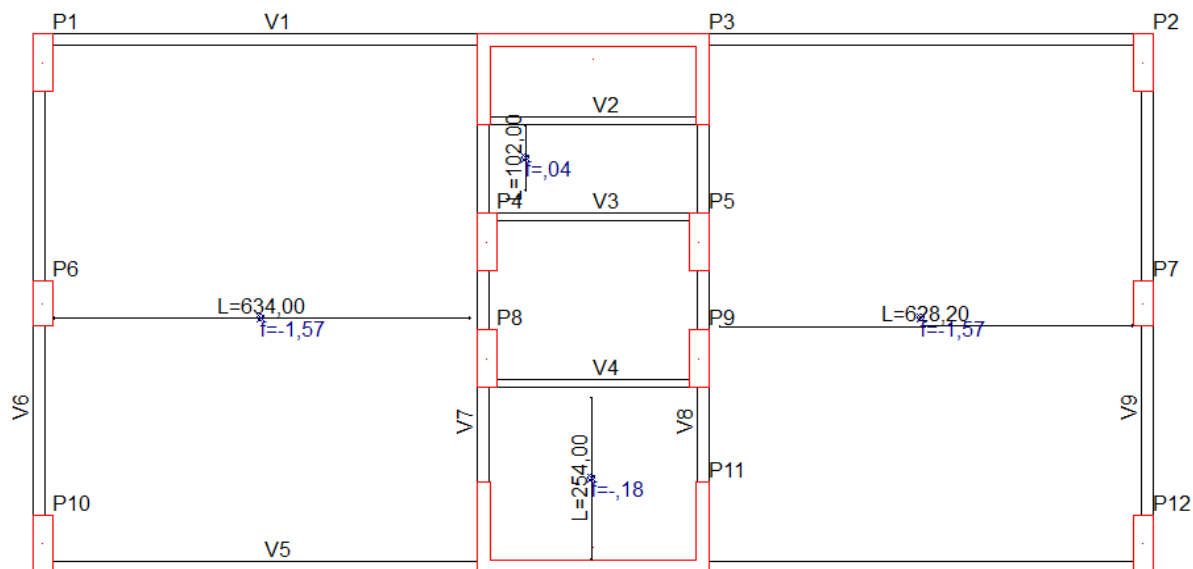 P1
V1
P3
P2
V2
L=102,00
f=,04
P4
V3
P5
P6
P7
L=634,00
f=-1,57
P8
P9
L=628,20
f=-1,57
V4
V6
V7
V8
V9
L=254,00
f=-,18
P11
P10
P12
V5